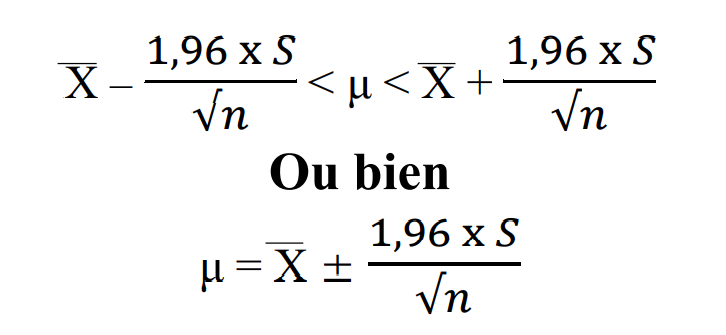 X̅ – 1,96 x S / √n < μ < X̅ + 1,96 x S / √n
Ou bien
μ = X̅ ± 1,96 x S / √n